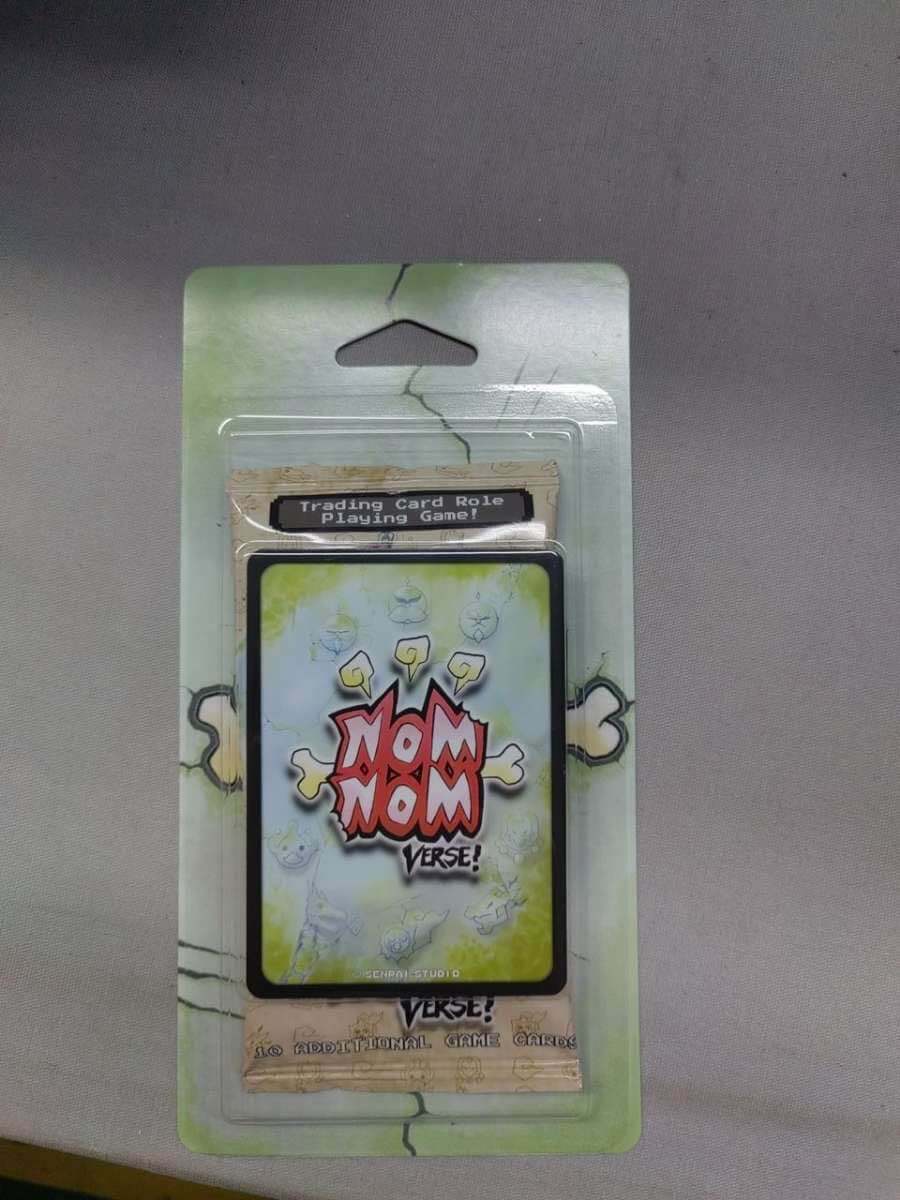 Trading Card Role
Playing Game!
NOM
NOM
VERSE!
©SENPAI STUDIO
VERSE!
10 ADDITIONAL GAME CARDS